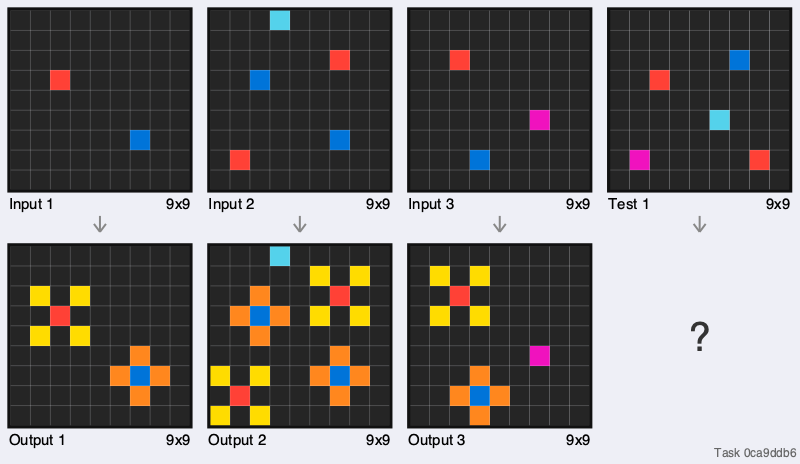 Input 1 9x9 Input 2 9x9 Input 3 9x9 Test 1 9x9
?
Output 1 9x9 Output 2 9x9 Output 3 9x9
Task 0ca9ddb6